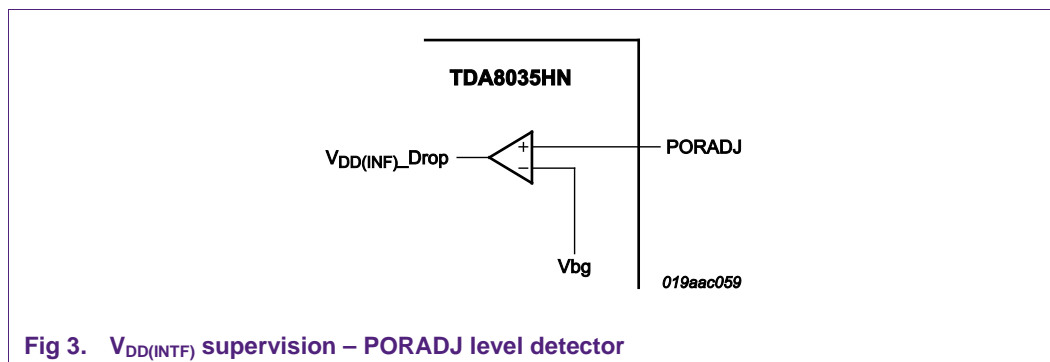 TDA8035HN
+
PORADJ
VDD(INF)_Drop
−
Vbg
019aac059
Fig 3. VDD(INTF) supervision – PORADJ level detector